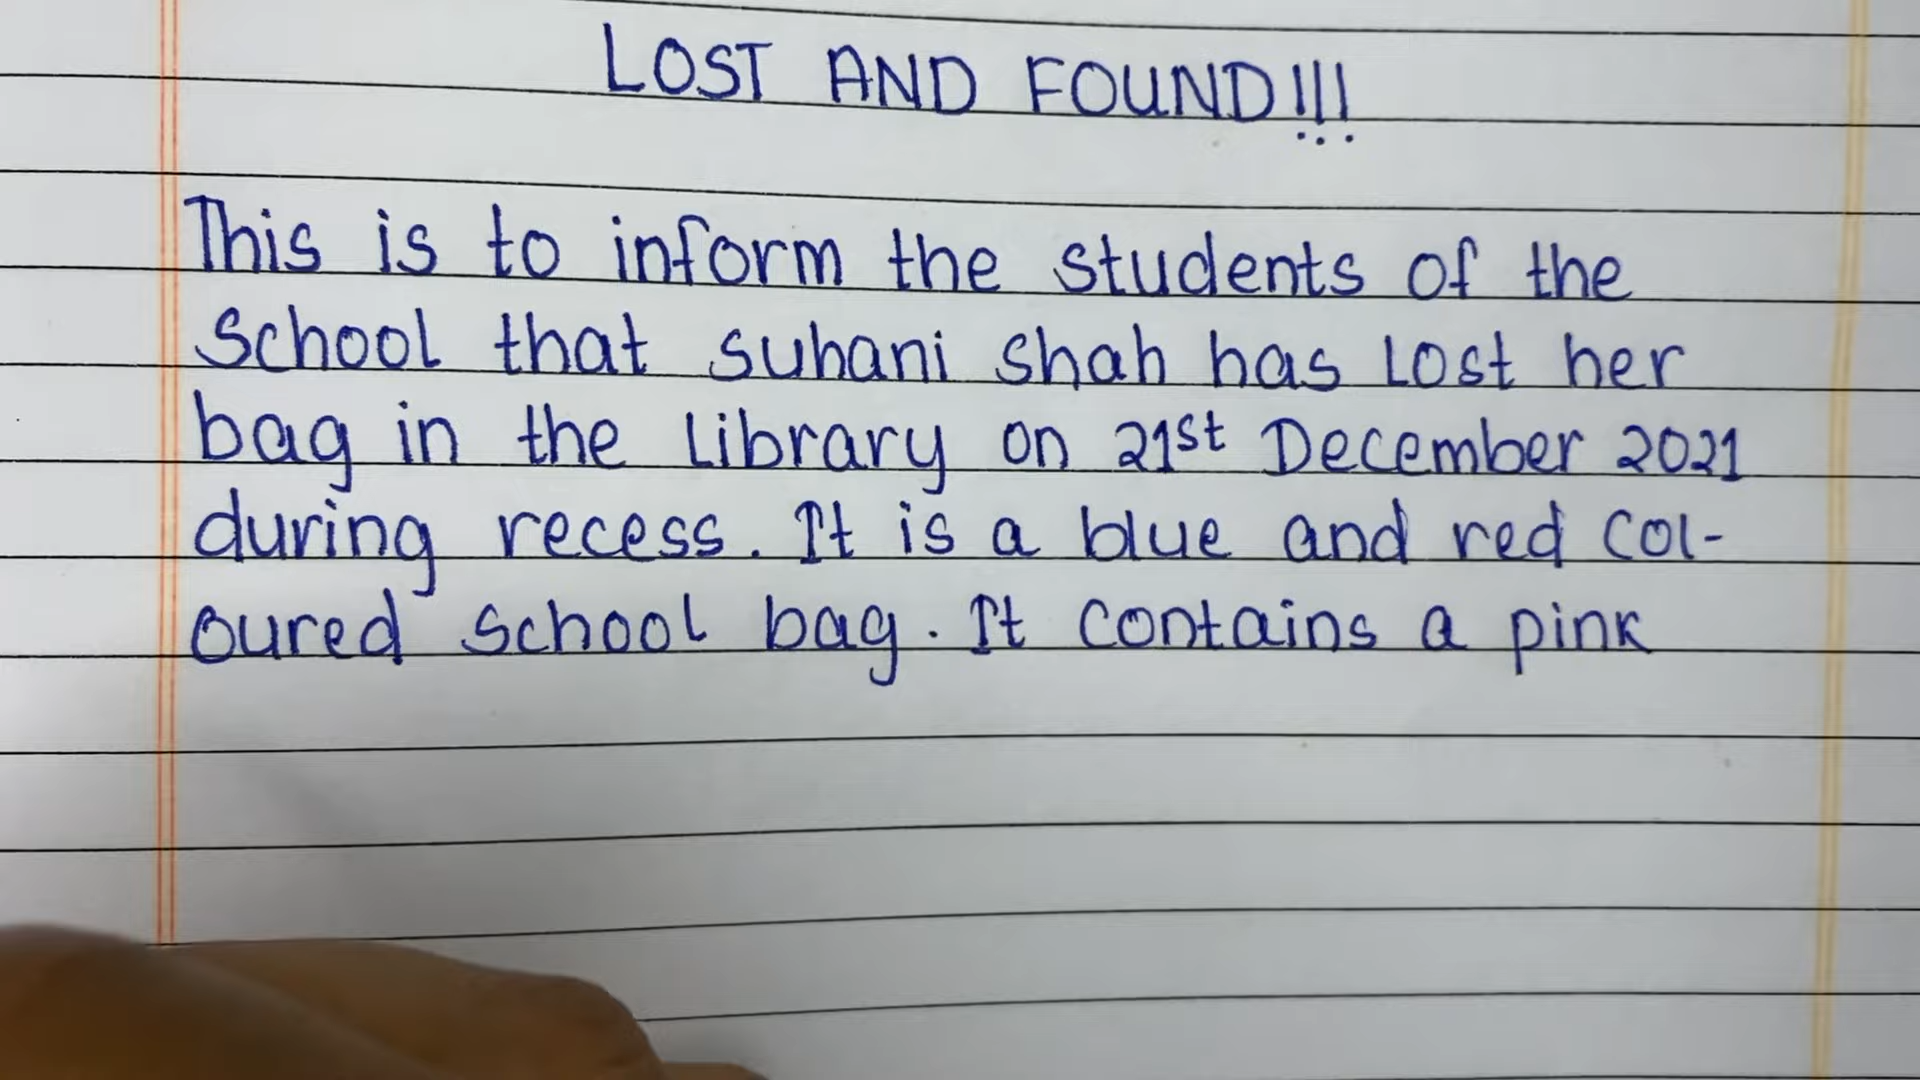 LOST AND FOUND!!!
This is to inform the students of the
school that suhani shah has lost her
bag in the library on 21st December 2021
during recess. It is a blue and red col-
oured school bag. It contains a pink